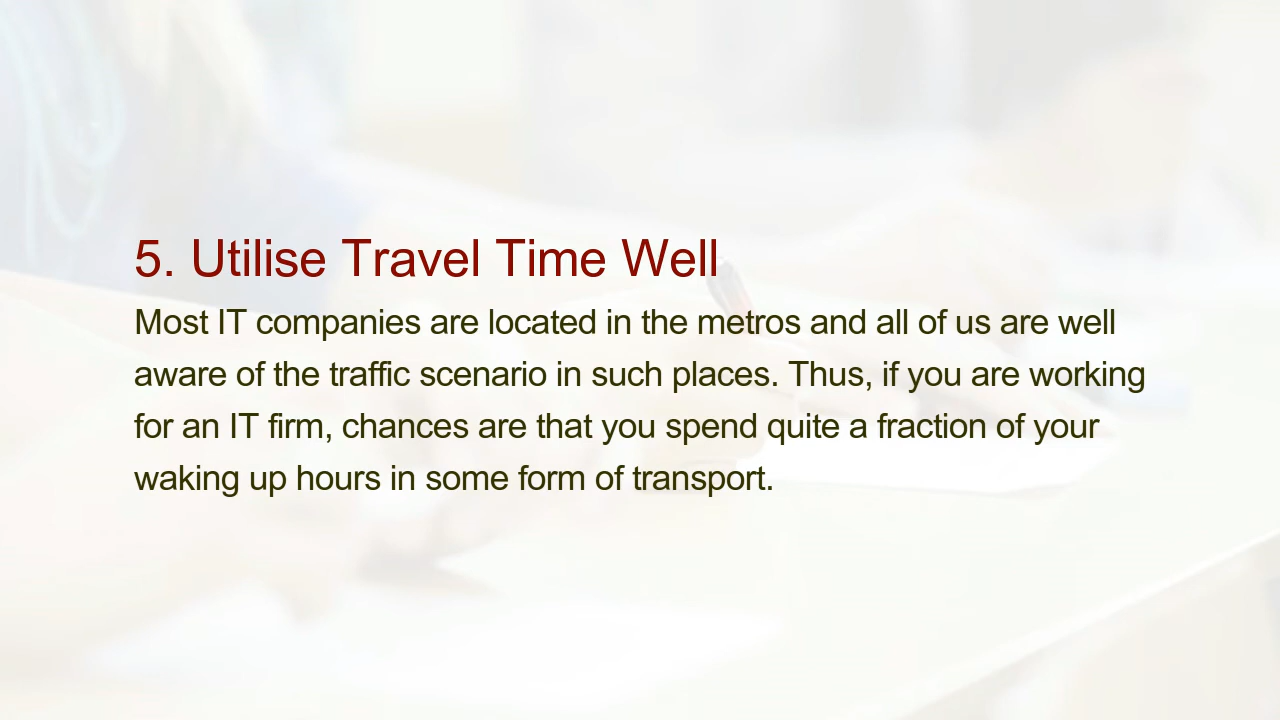 5. Utilise Travel Time Well
Most IT companies are located in the metros and all of us are well
aware of the traffic scenario in such places. Thus, if you are working
for an IT firm, chances are that you spend quite a fraction of your
waking up hours in some form of transport.